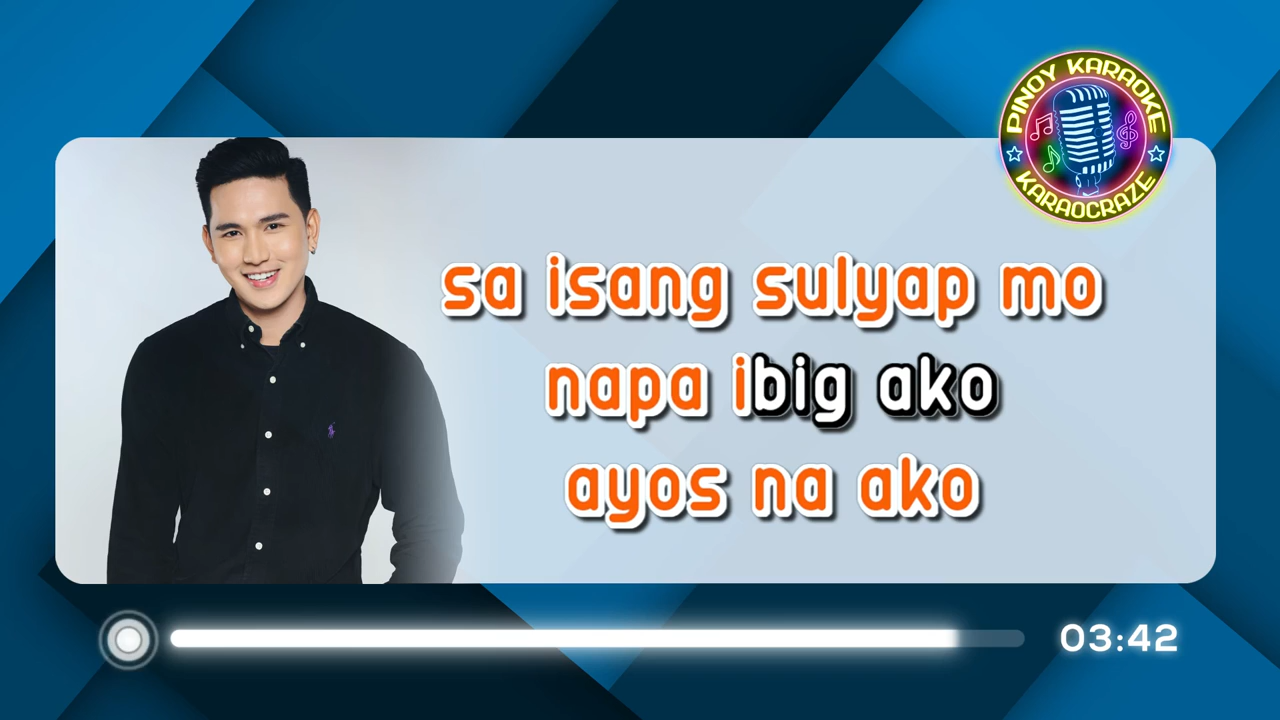 PINOY KARAOKE
KARAOCRAZE
sa isang sulyap mo
napa ibig ako
ayos na ako
03:42